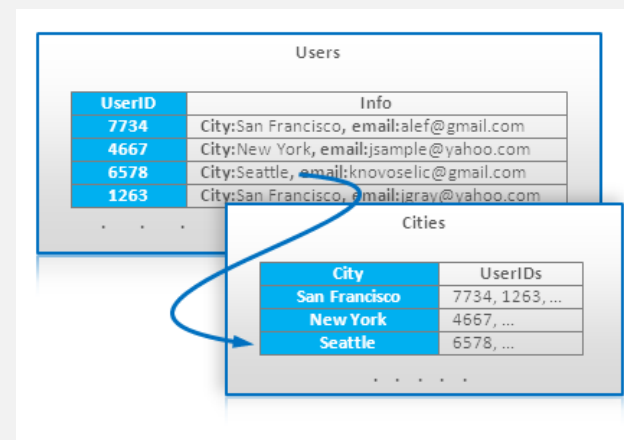 Users
UserID Info
7734 City:San Francisco, email:alef@gmail.com
4667 City:New York, email:jsample@yahoo.com
6578 City:Seattle, email:knovoselic@gmail.com
1263 City:San Francisco, email:jgray@yahoo.com
. . .
Cities
City UserIDs
San Francisco 7734, 1263, ...
New York 4667, ...
Seattle 6578, ...
. . . . .